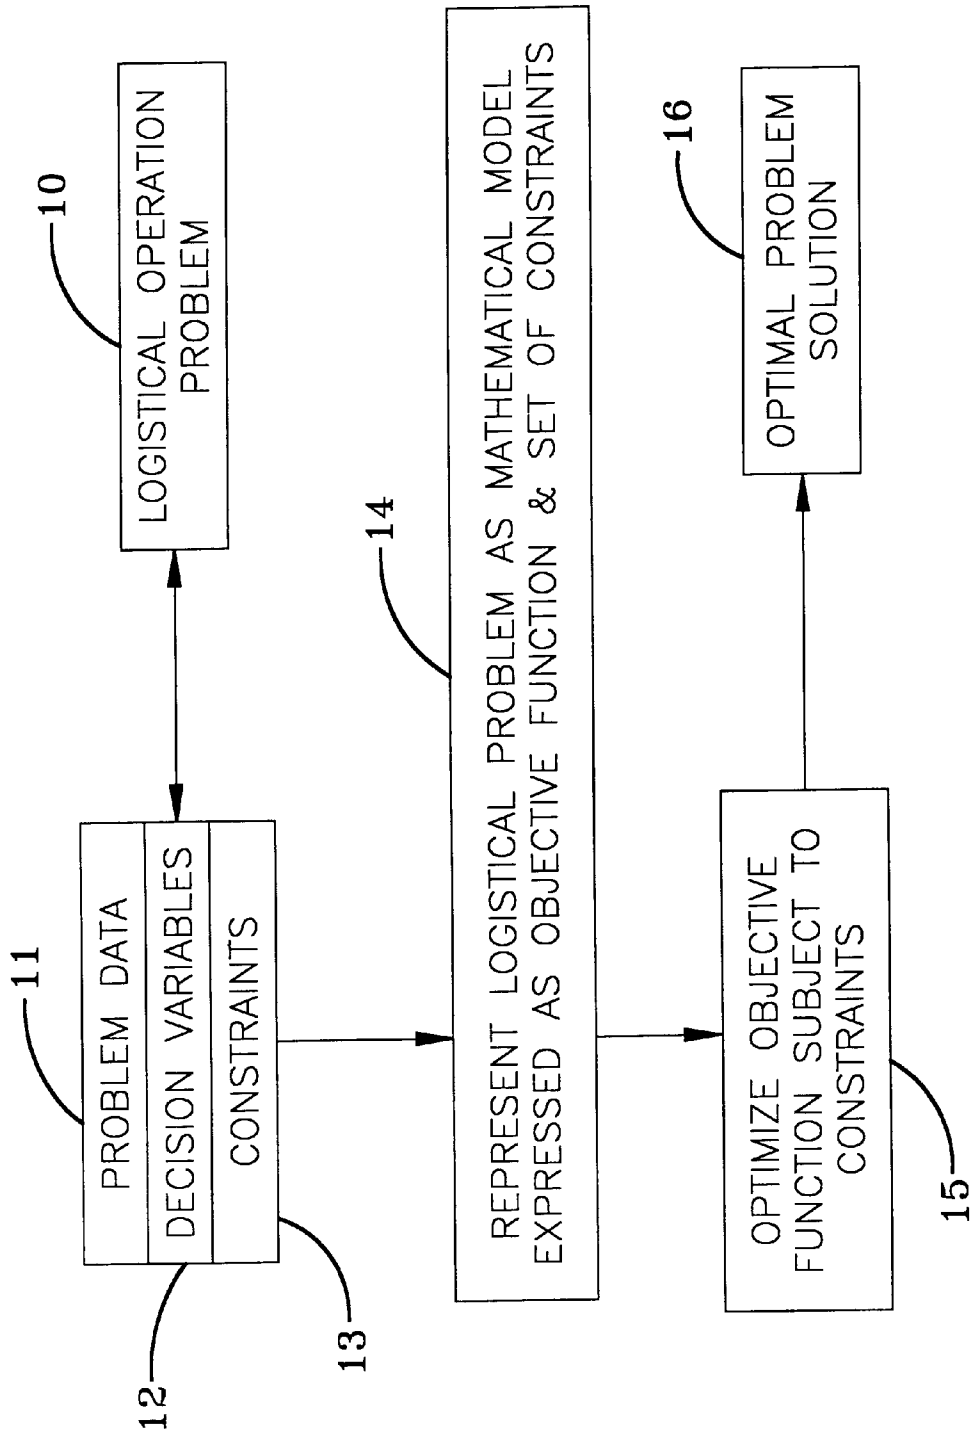 11
PROBLEM DATA
12
DECISION VARIABLES
13
CONSTRAINTS
10
LOGISTICAL OPERATION
PROBLEM
14
REPRESENT LOGISTICAL PROBLEM AS MATHEMATICAL MODEL
EXPRESSED AS OBJECTIVE FUNCTION & SET OF CONSTRAINTS
OPTIMIZE OBJECTIVE
FUNCTION SUBJECT TO
CONSTRAINTS
15
16
OPTIMAL PROBLEM
SOLUTION